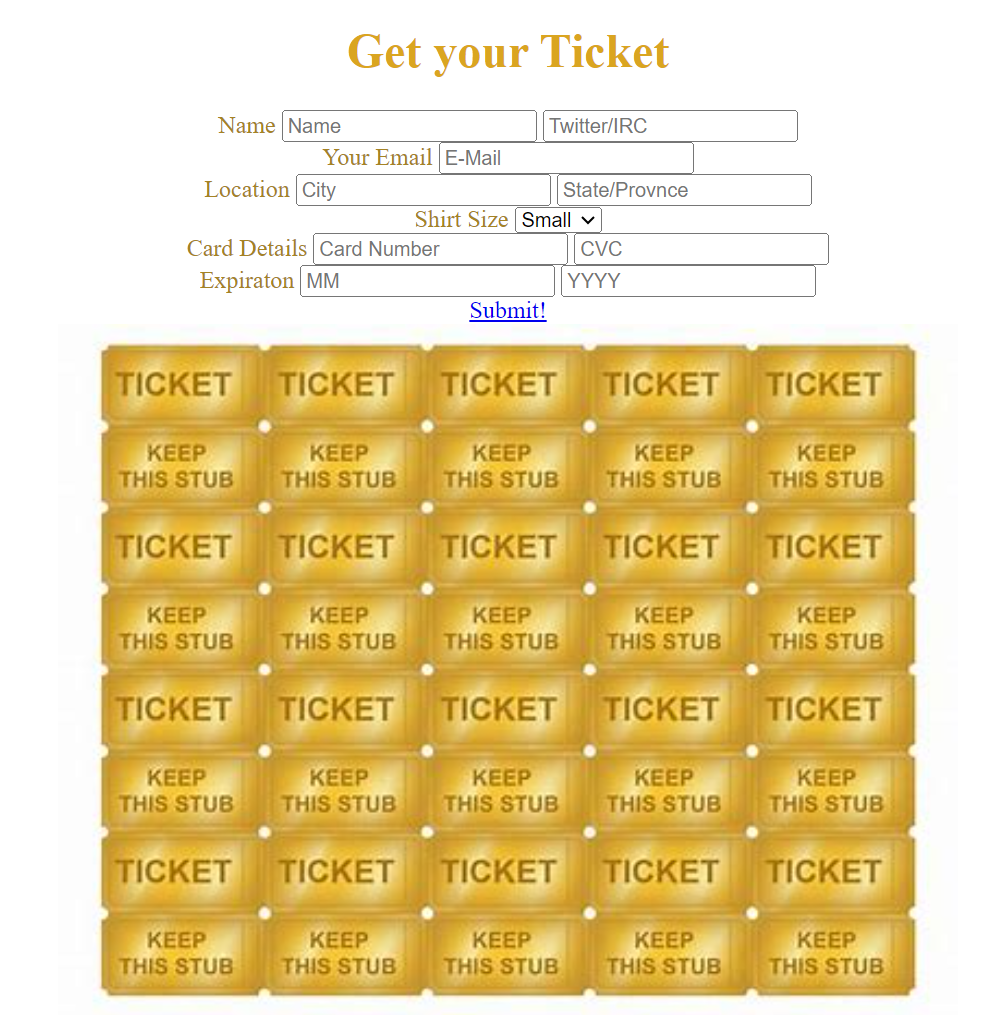 Get your Ticket
Name Name Twitter/IRC
Your Email E-Mail
Location City State/Provnce
Shirt Size Small
Card Details Card Number CVC
Expiraton MM YYYY
Submit!
TICKET TICKET TICKET TICKET TICKET
KEEP KEEP KEEP KEEP KEEP
THIS STUB THIS STUB THIS STUB THIS STUB THIS STUB
TICKET TICKET TICKET TICKET TICKET
KEEP KEEP KEEP KEEP KEEP
THIS STUB THIS STUB THIS STUB THIS STUB THIS STUB
TICKET TICKET TICKET TICKET TICKET
KEEP KEEP KEEP KEEP KEEP
THIS STUB THIS STUB THIS STUB THIS STUB THIS STUB
TICKET TICKET TICKET TICKET TICKET
KEEP KEEP KEEP KEEP KEEP
THIS STUB THIS STUB THIS STUB THIS STUB THIS STUB